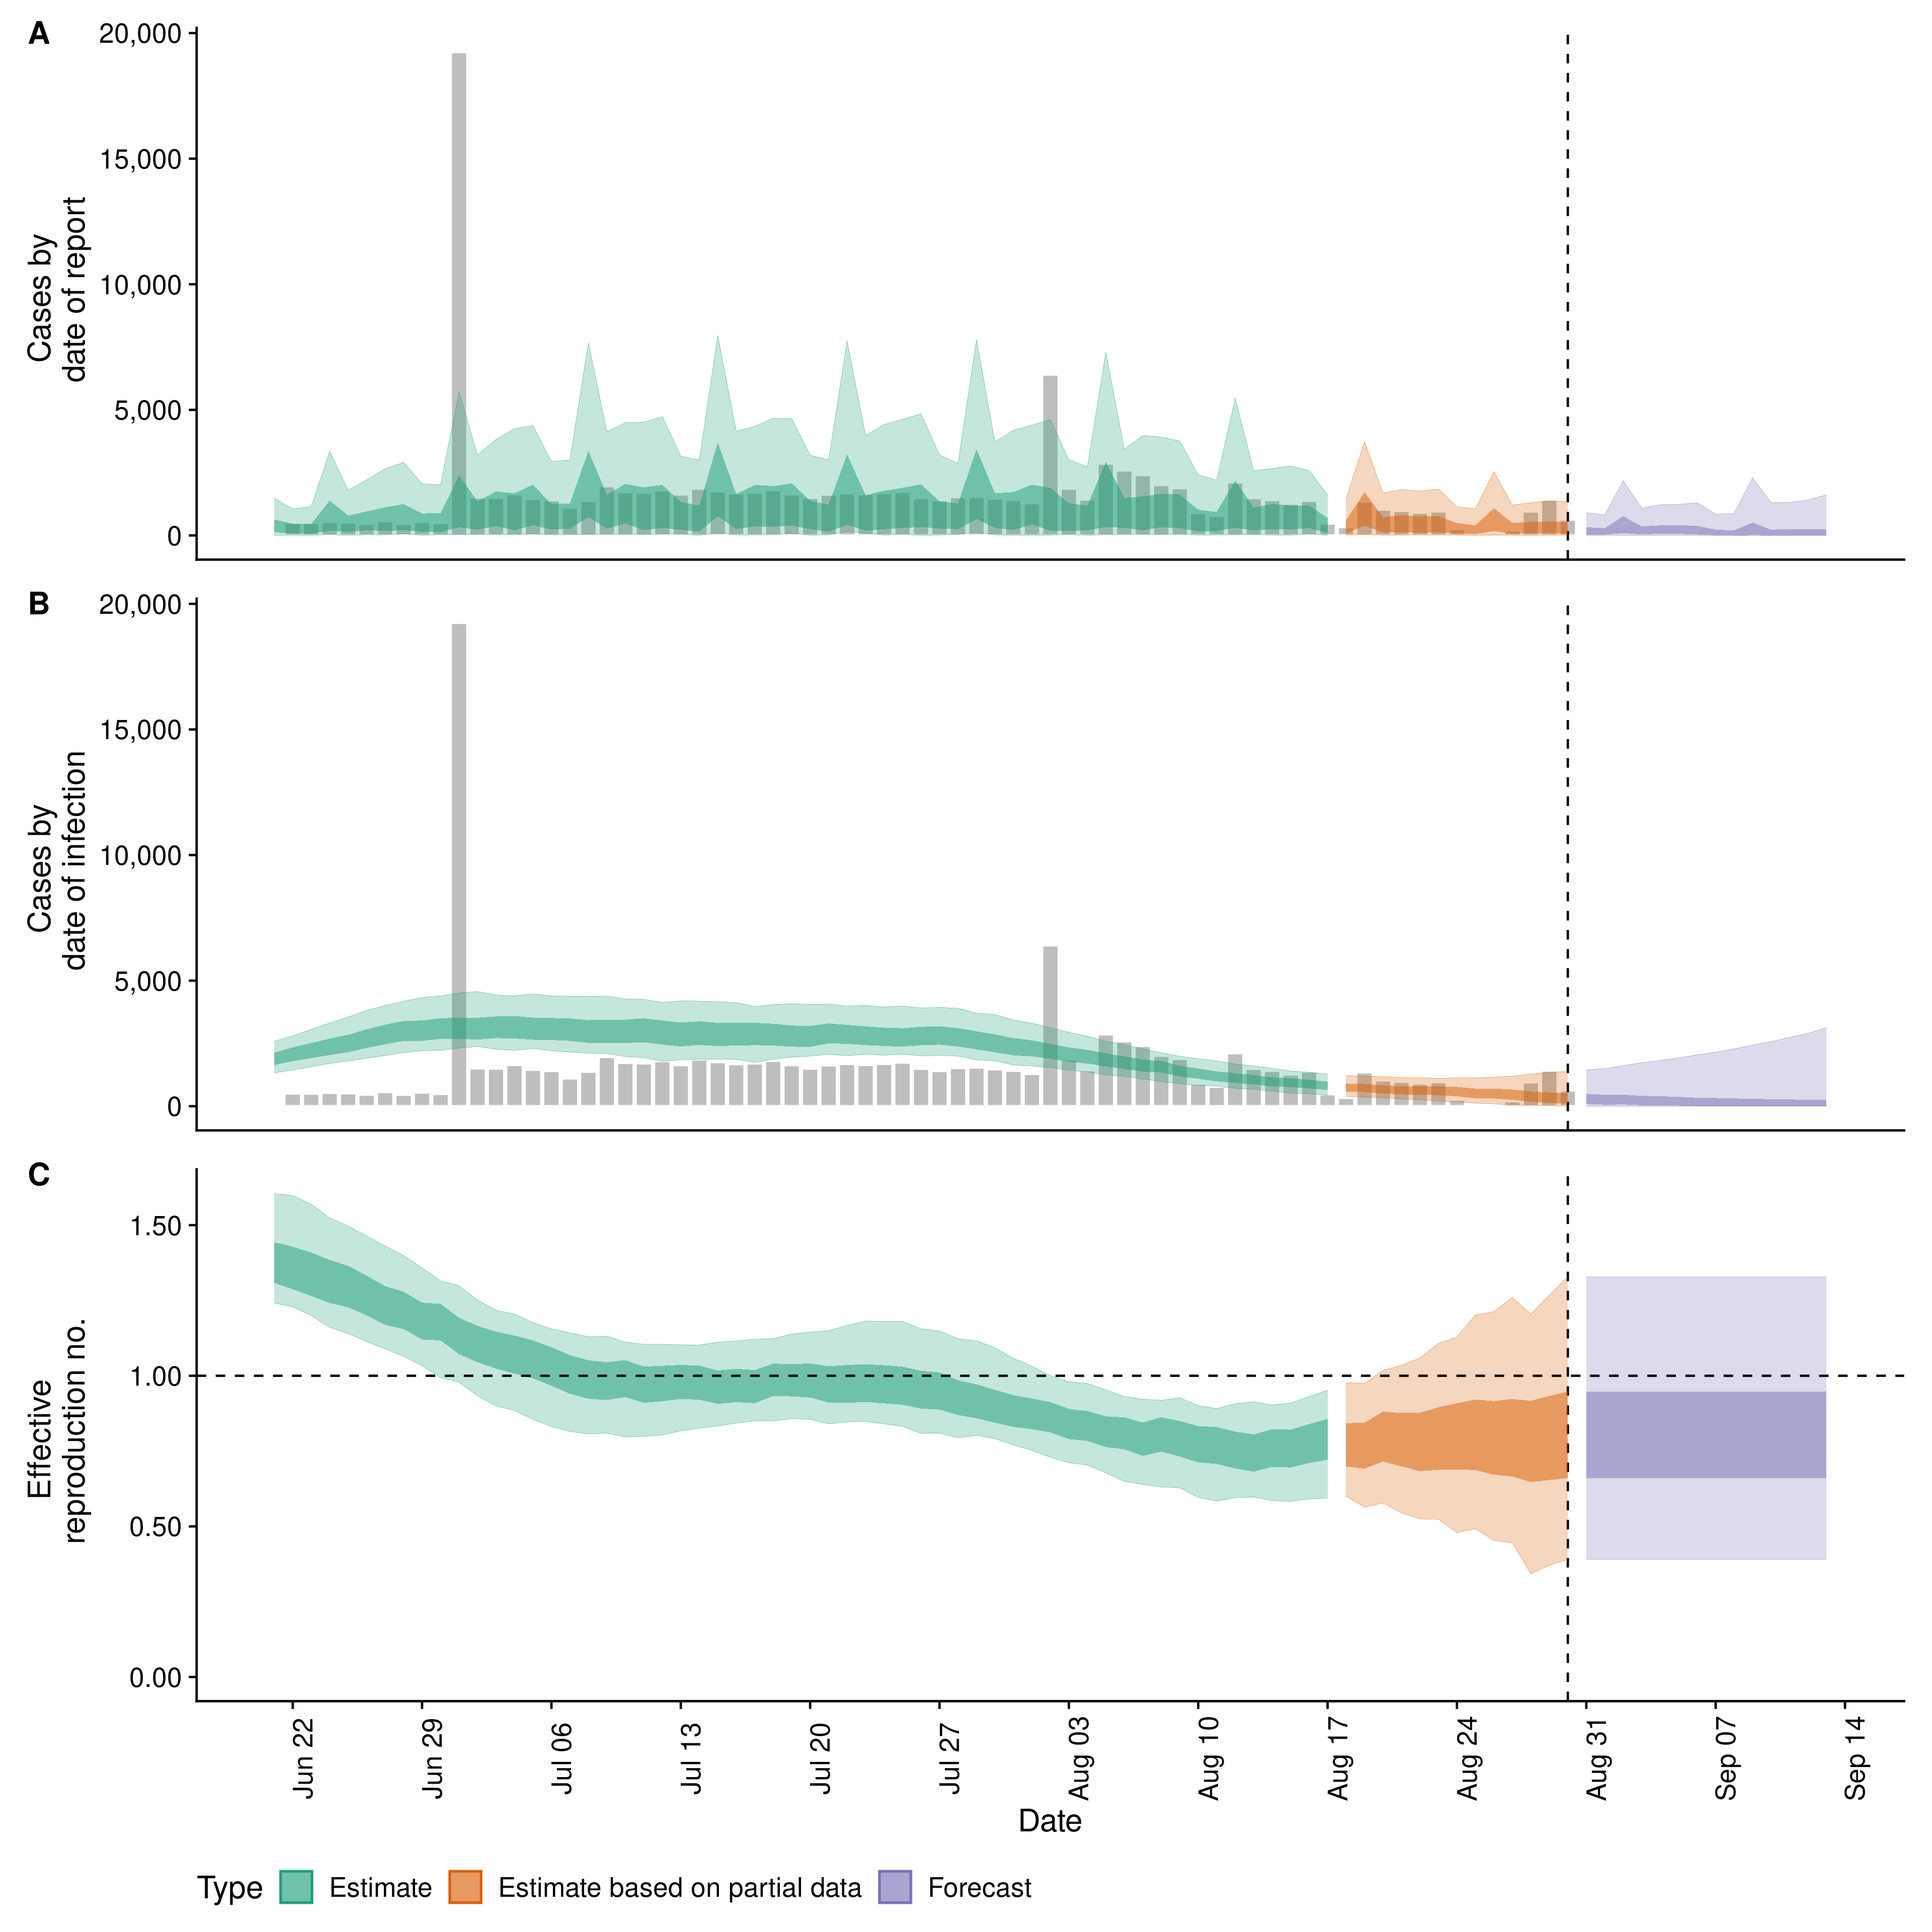 A
20,000
15,000
10,000
5,000
0
Cases by
date of report
B
20,000
15,000
10,000
5,000
0
Cases by
date of infection
C
1.50
1.00
0.50
0.00
Effective
reproduction no.
Jun 22
Jun 29
Jul 06
Jul 13
Jul 20
Jul 27
Aug 03
Aug 10
Aug 17
Aug 24
Aug 31
Sep 07
Sep 14
Date
Type Estimate Estimate based on partial data Forecast